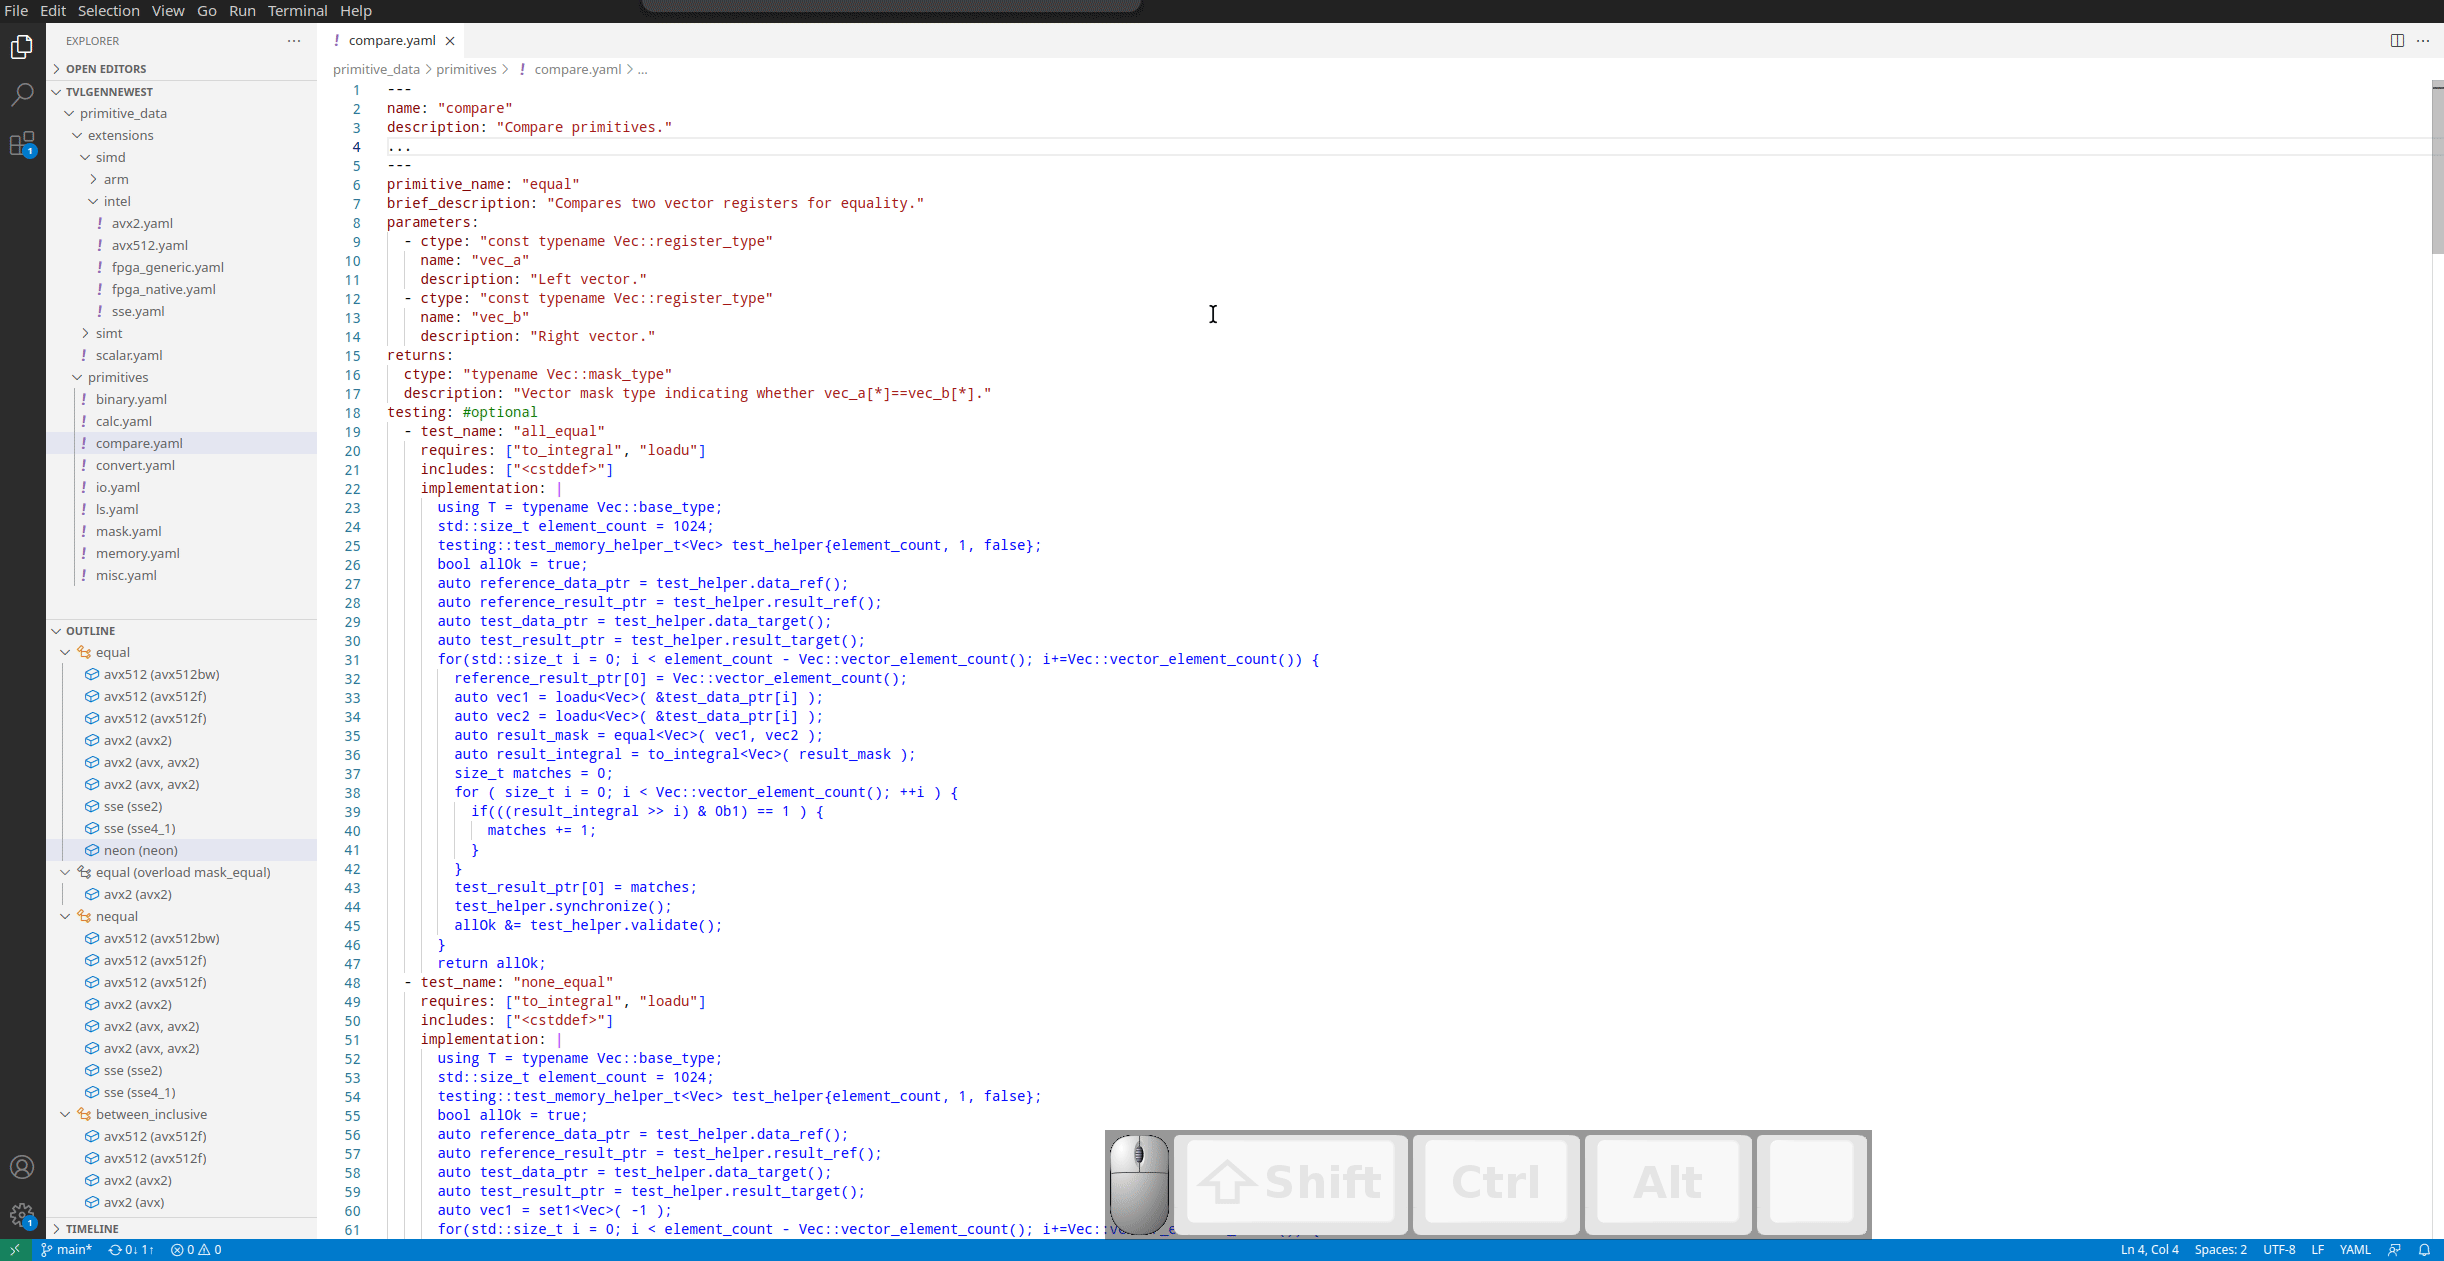 File Edit Selection View Go Run Terminal Help
EXPLORER ...
OPEN EDITORS
TVLGENNEWEST
primitive_data
extensions
simd
arm
intel
! avx2.yaml
! avx512.yaml
! fpga_generic.yaml
! fpga_native.yaml
! sse.yaml
simt
! scalar.yaml
primitives
! binary.yaml
! calc.yaml
! compare.yaml
! convert.yaml
! io.yaml
! ls.yaml
! mask.yaml
! memory.yaml
! misc.yaml
OUTLINE
equal
avx512 (avx512bw)
avx512 (avx512f)
avx512 (avx512f)
avx2 (avx2)
avx2 (avx, avx2)
avx2 (avx, avx2)
sse (sse2)
sse (sse4_1)
neon (neon)
equal (overload mask_equal)
avx2 (avx2)
nequal
avx512 (avx512bw)
avx512 (avx512f)
avx512 (avx512f)
avx2 (avx2)
avx2 (avx, avx2)
avx2 (avx, avx2)
sse (sse2)
sse (sse4_1)
between_inclusive
avx512 (avx512f)
avx512 (avx512f)
avx2 (avx2)
avx2 (avx)
TIMELINE
1
1
! compare.yaml
primitive_data > primitives > ! compare.yaml > ...
1 ---
2 name: "compare"
3 description: "Compare primitives."
4 ...
5 ---
6 primitive_name: "equal"
7 brief_description: "Compares two vector registers for equality."
8 parameters:
9 - ctype: "const typename Vec::register_type"
10 name: "vec_a"
11 description: "Left vector."
12 - ctype: "const typename Vec::register_type"
13 name: "vec_b"
14 description: "Right vector."
15 returns:
16 ctype: "typename Vec::mask_type"
17 description: "Vector mask type indicating whether vec_a[*]==vec_b[*]."
18 testing: #optional
19 - test_name: "all_equal"
20 requires: ["to_integral", "loadu"]
21 includes: ["<cstddef>"]
22 implementation: |
23 using T = typename Vec::base_type;
24 std::size_t element_count = 1024;
25 testing::test_memory_helper_t<Vec> test_helper{element_count, 1, false};
26 bool allOk = true;
27 auto reference_data_ptr = test_helper.data_ref();
28 auto reference_result_ptr = test_helper.result_ref();
29 auto test_data_ptr = test_helper.data_target();
30 auto test_result_ptr = test_helper.result_target();
31 for(std::size_t i = 0; i < element_count - Vec::vector_element_count(); i+=Vec::vector_element_count()) {
32 reference_result_ptr[0] = Vec::vector_element_count();
33 auto vec1 = loadu<Vec>( &test_data_ptr[i] );
34 auto vec2 = loadu<Vec>( &test_data_ptr[i] );
35 auto result_mask = equal<Vec>( vec1, vec2 );
36 auto result_integral = to_integral<Vec>( result_mask );
37 size_t matches = 0;
38 for ( size_t i = 0; i < Vec::vector_element_count(); ++i ) {
39 if(((result_integral >> i) & 0b1) == 1 ) {
40 matches += 1;
41 }
42 }
43 test_result_ptr[0] = matches;
44 test_helper.synchronize();
45 allOk &= test_helper.validate();
46 }
47 return allOk;
48 - test_name: "none_equal"
49 requires: ["to_integral", "loadu"]
50 includes: ["<cstddef>"]
51 implementation: |
52 using T = typename Vec::base_type;
53 std::size_t element_count = 1024;
54 testing::test_memory_helper_t<Vec> test_helper{element_count, 1, false};
55 bool allOk = true;
56 auto reference_data_ptr = test_helper.data_ref();
57 auto reference_result_ptr = test_helper.result_ref();
58 auto test_data_ptr = test_helper.data_target();
59 auto test_result_ptr = test_helper.result_target();
60 auto vec1 = set1<Vec>( -1 );
61 for(std::size_t i = 0; i < element_count - Vec::vector_element_count(); i+=Vec::
Shift Ctrl Alt
main* 0↓ 1↑ 0 0
Ln 4, Col 4 Spaces: 2 UTF-8 LF YAML